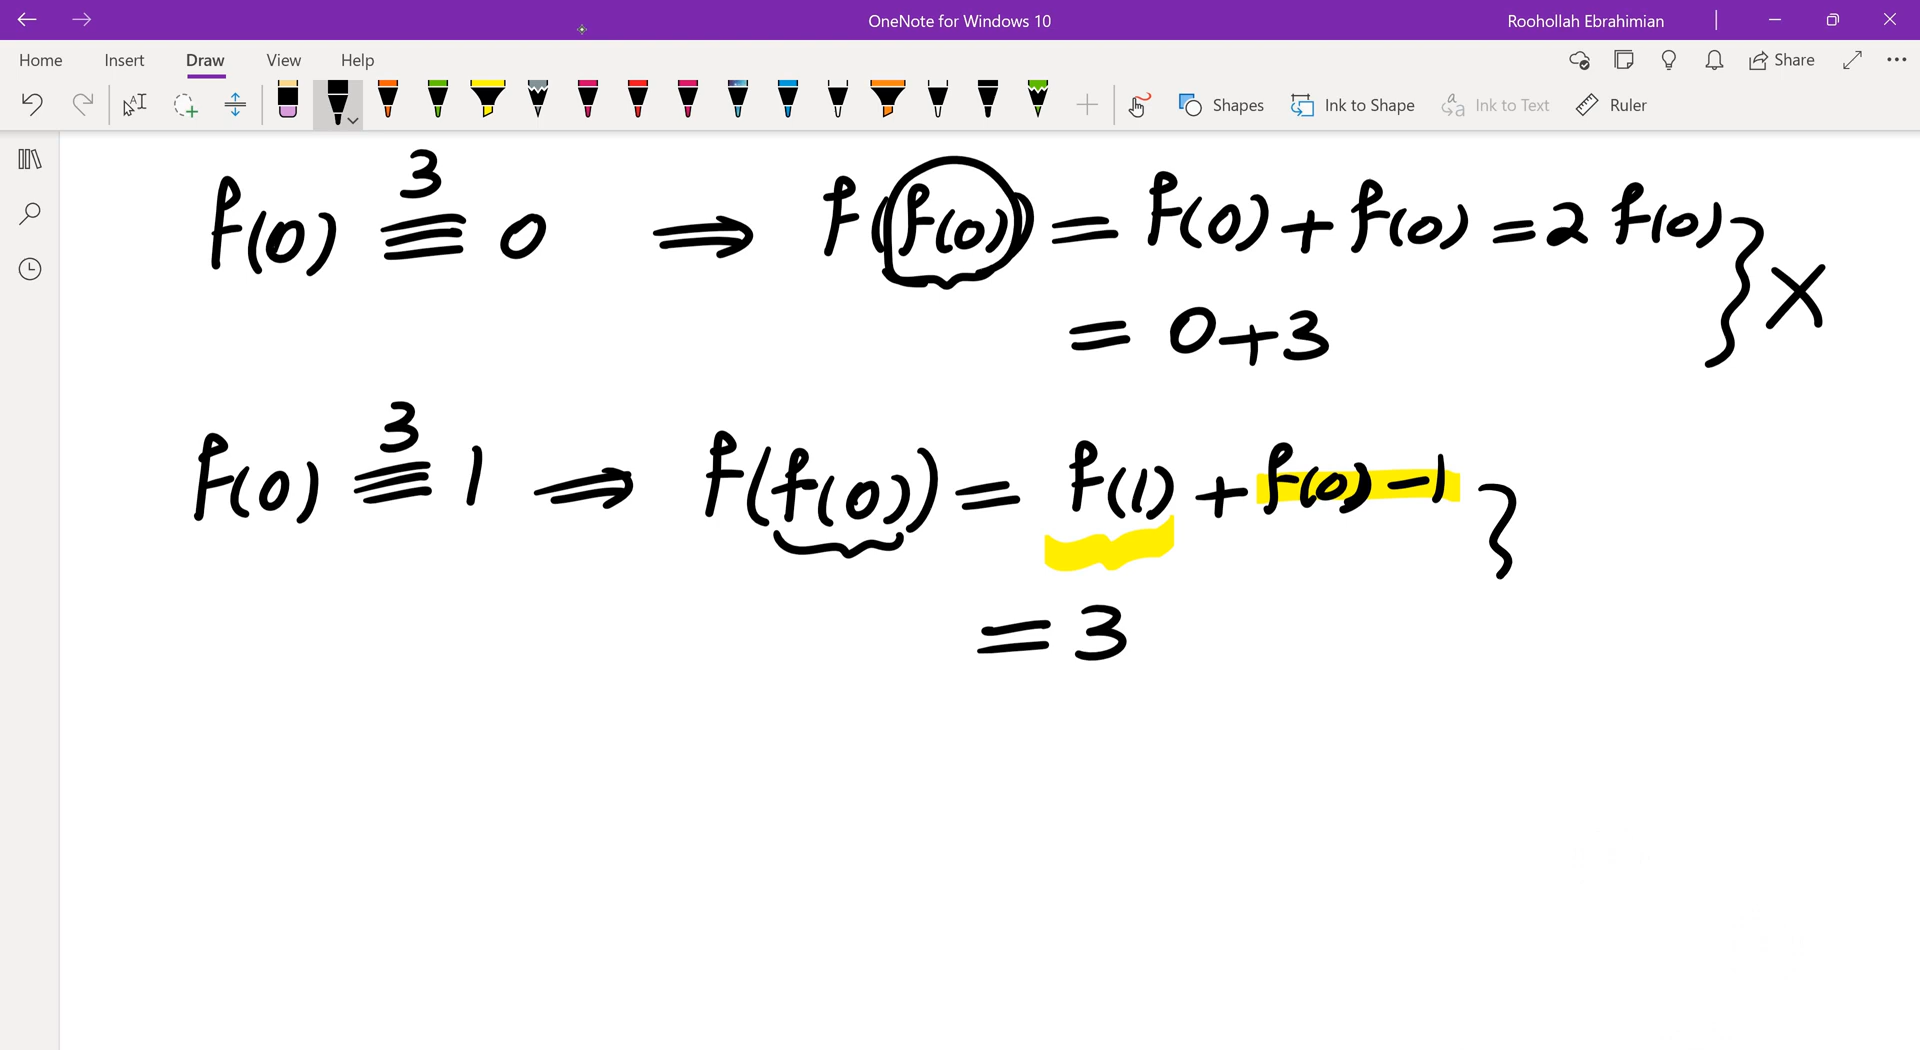 OneNote for Windows 10
Roohollah Ebrahimian
Home Insert Draw View Help
Share
Shapes Ink to Shape Ink to Text Ruler
f(0) ≡³ 0 ⟹ f(f(0)) = f(0) + f(0) = 2 f(0) } X
= 0+3
f(0) ≡³ 1 ⟹ f(f(0)) = f(1) + f(0) - 1 }
= 3